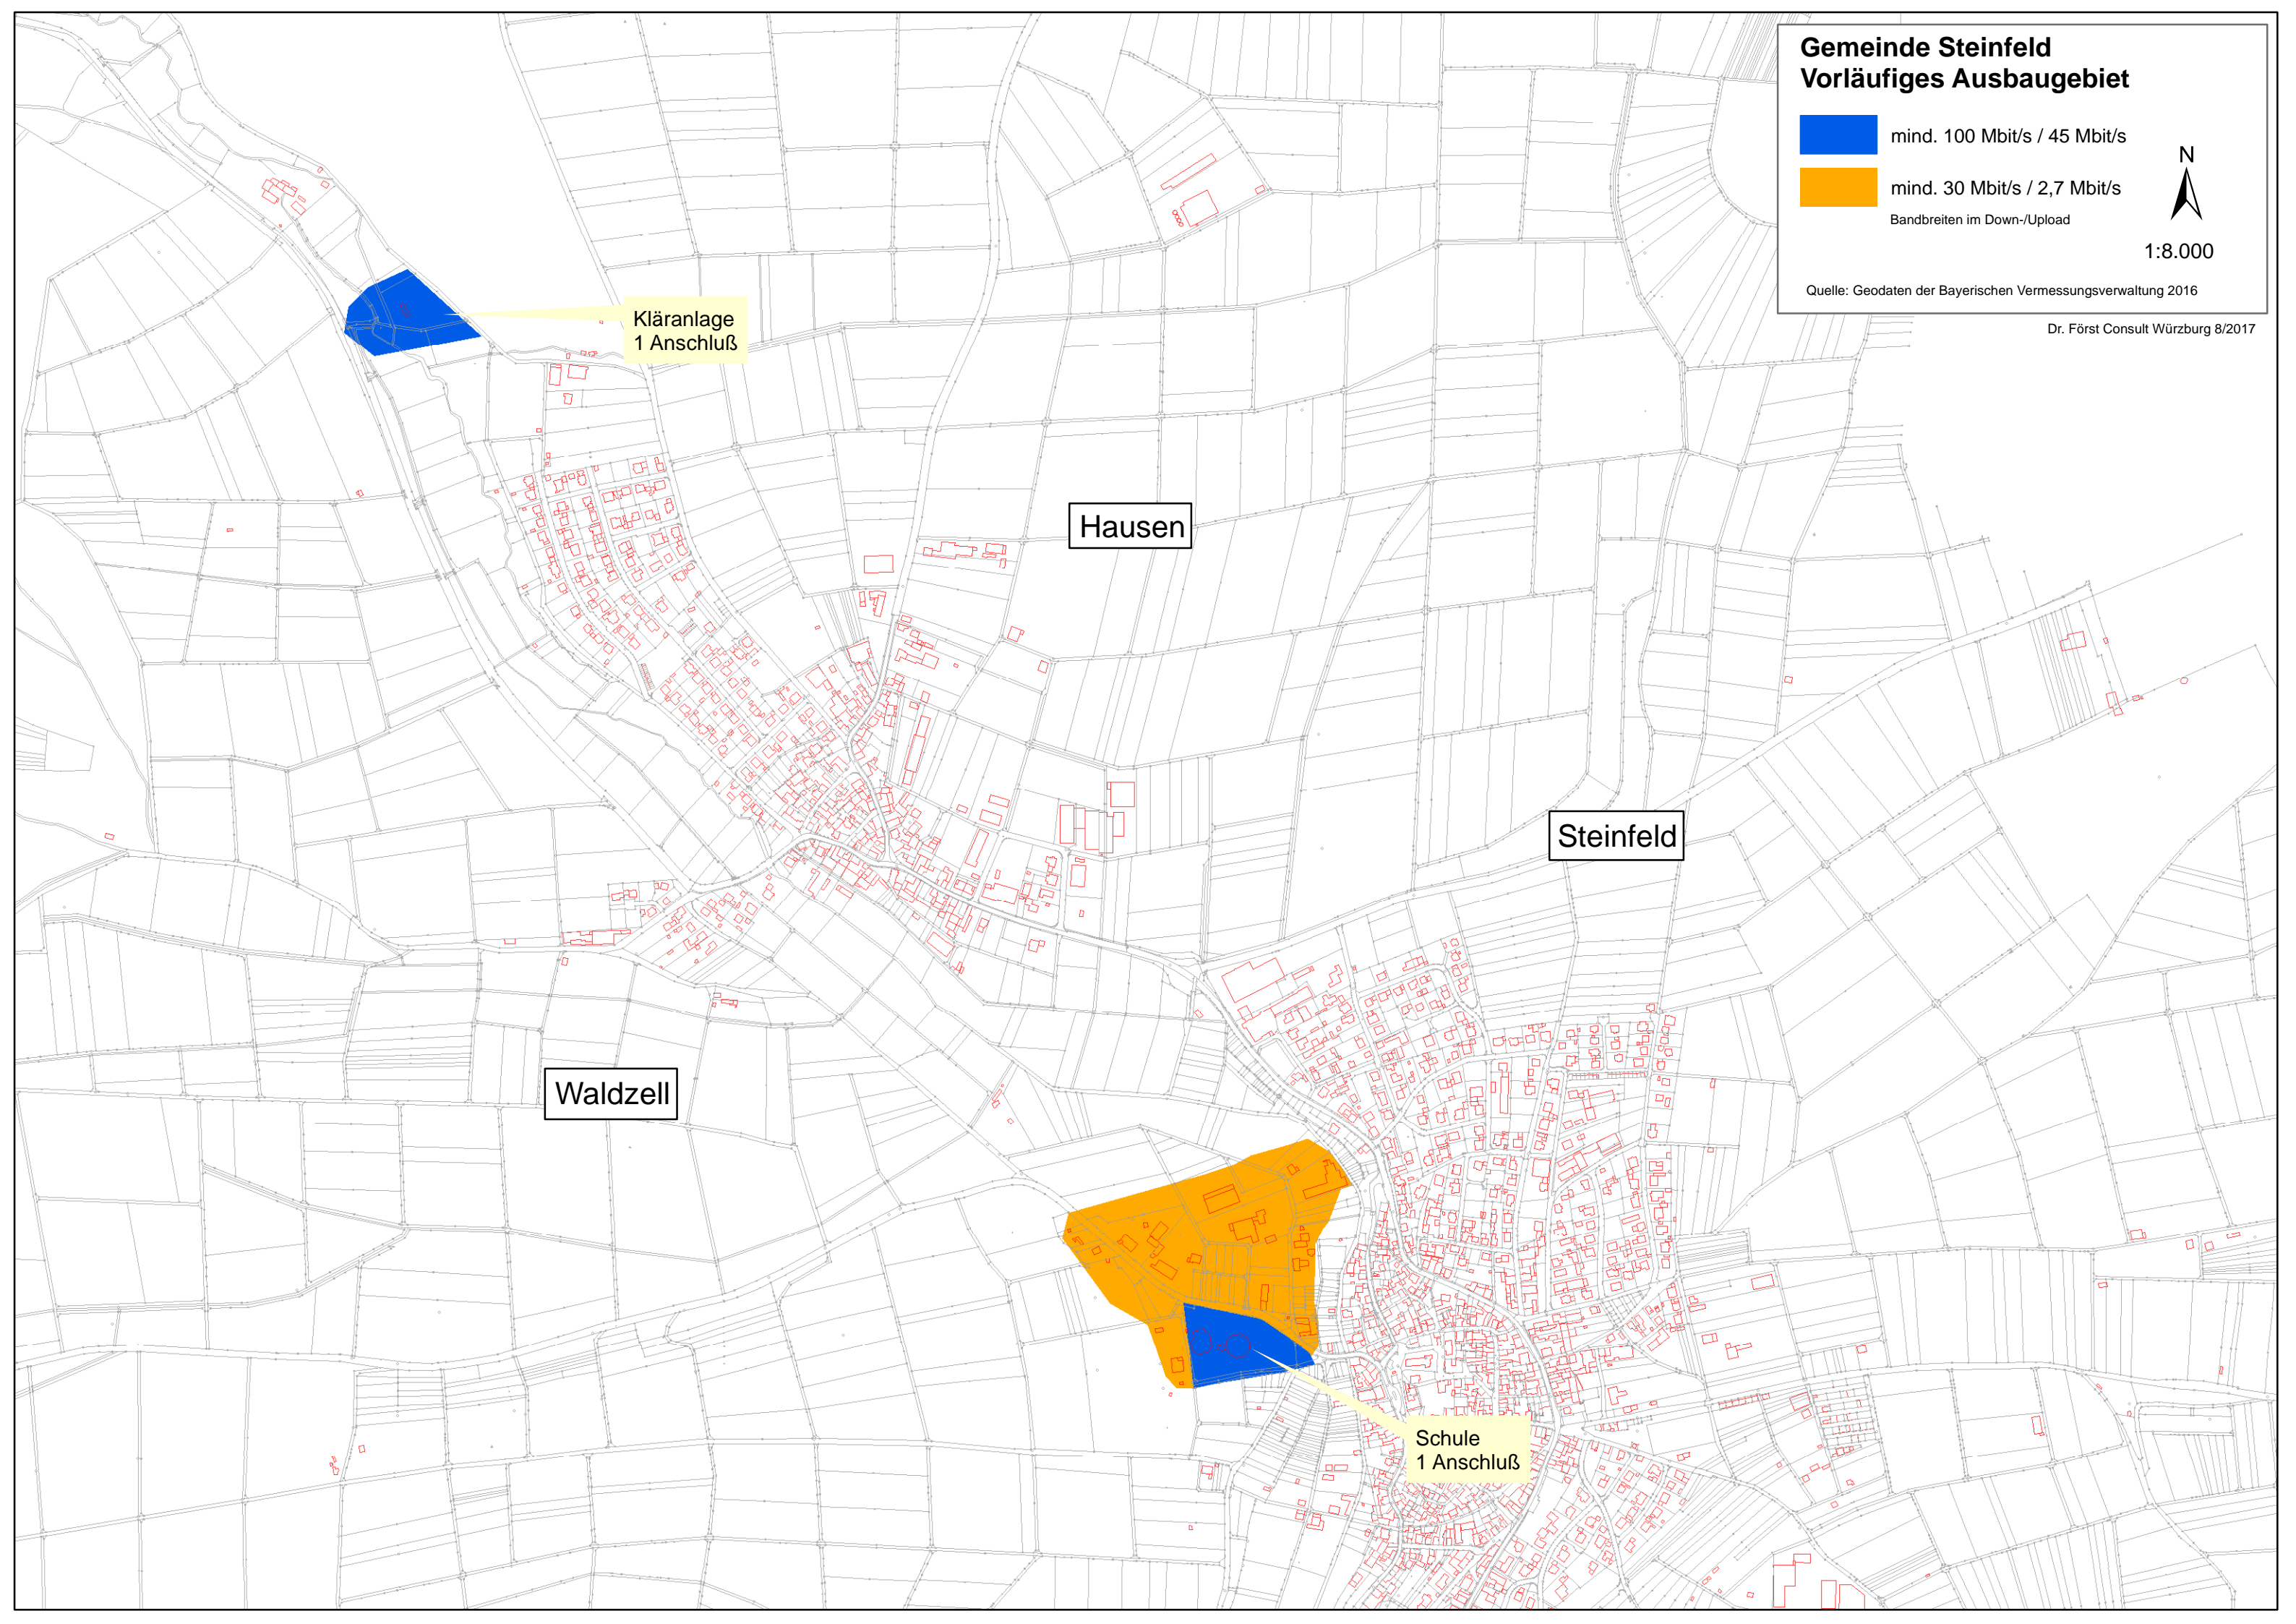 Gemeinde Steinfeld
Vorläufiges Ausbaugebiet
mind. 100 Mbit/s / 45 Mbit/s
mind. 30 Mbit/s / 2,7 Mbit/s
Bandbreiten im Down-/Upload
N
1:8.000
Quelle: Geodaten der Bayerischen Vermessungsverwaltung 2016
Dr. Först Consult Würzburg 8/2017
Kläranlage
1 Anschluß
Hausen
Steinfeld
Waldzell
Schule
1 Anschluß